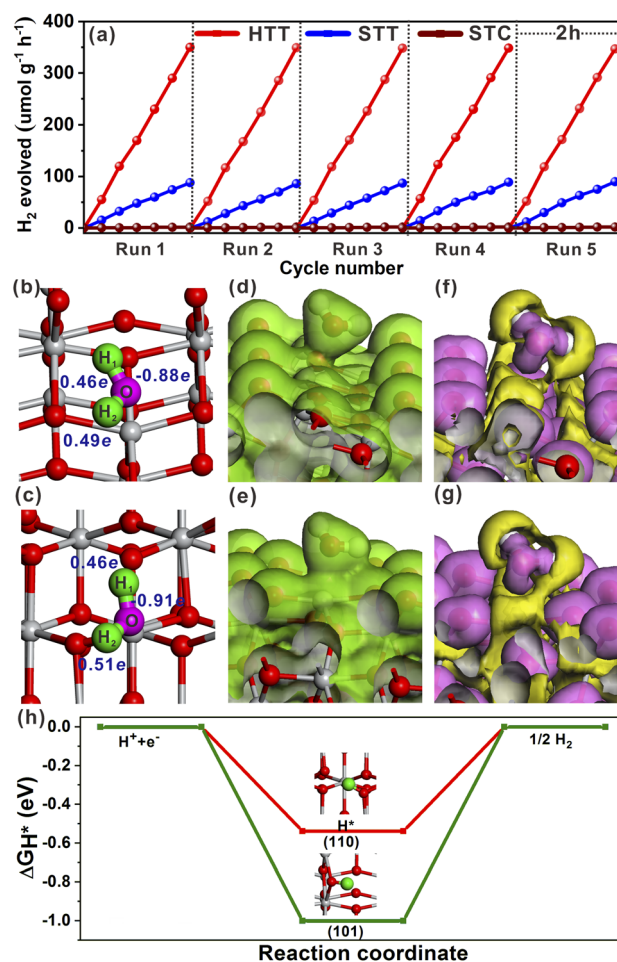 (a)
HTT
STT
STC
2h
H₂ evolved (umol g⁻¹ h⁻¹)
400
300
200
100
0
Run 1
Run 2
Run 3
Run 4
Run 5
Cycle number
(b)
H₁
0.46e
-0.88e
O
H₂
0.49e
(c)
0.46e
H₁
0.91e
O
H₂
0.51e
(d)
(e)
(f)
(g)
(h)
ΔG_H* (eV)
0.0
-0.2
-0.4
-0.6
-0.8
-1.0
H⁺+e⁻
1/2 H₂
H*
(110)
(101)
Reaction coordinate